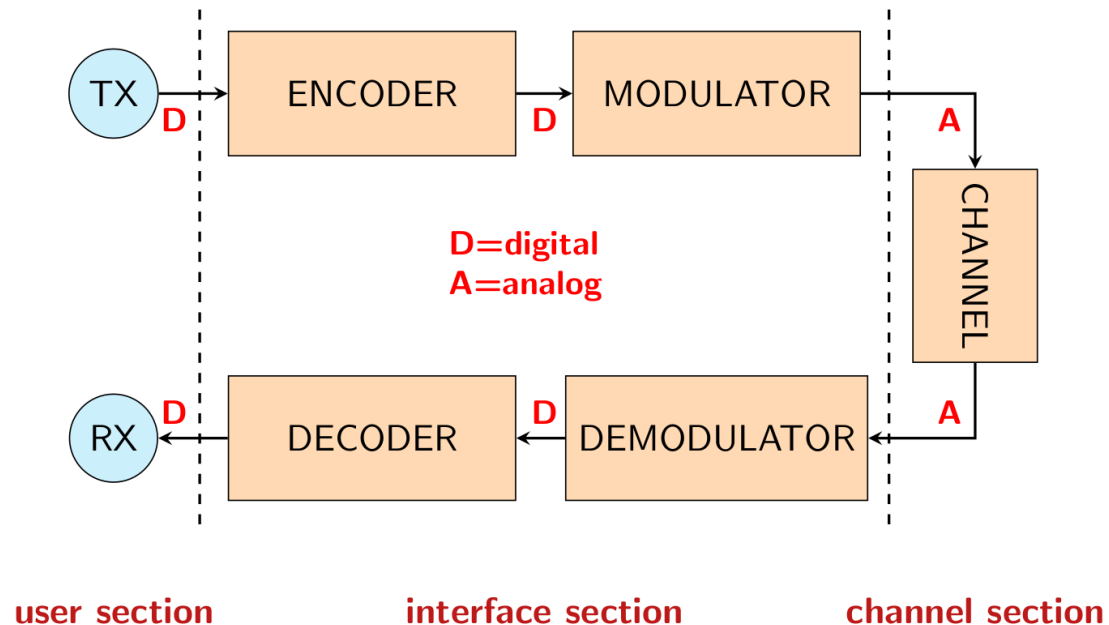 TX
D
ENCODER
D
MODULATOR
A
CHANNEL
D=digital
A=analog
RX
D
DECODER
D
DEMODULATOR
A
user section
interface section
channel section